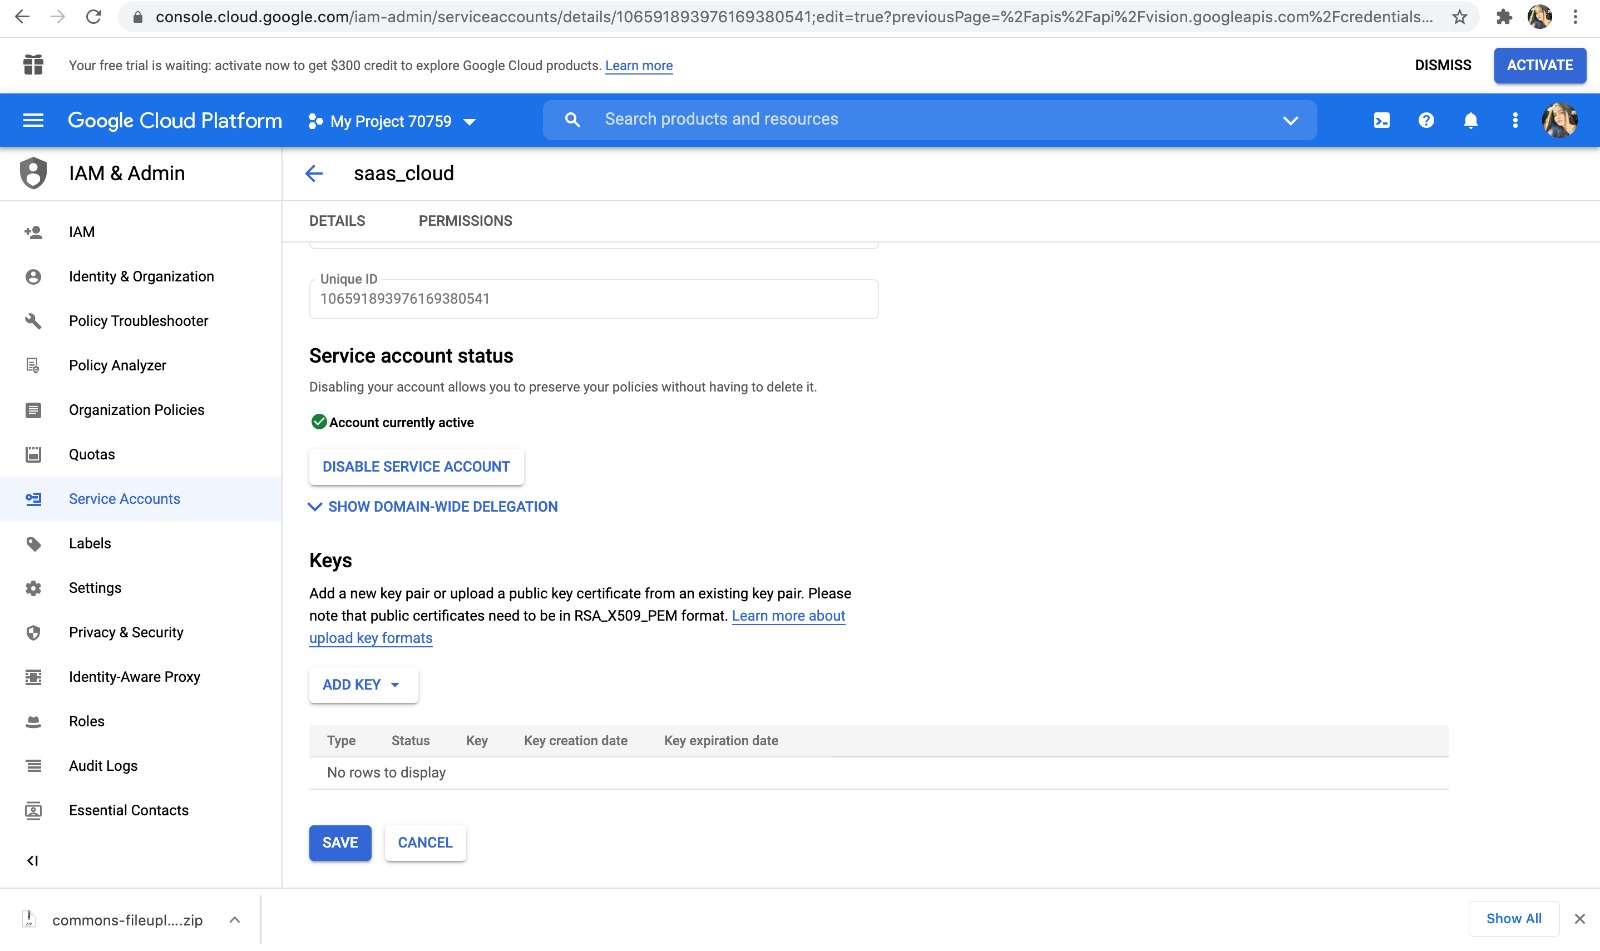 console.cloud.google.com/iam-admin/serviceaccounts/details/106591893976169380541;edit=true?previousPage=%2Fapis%2Fapi%2Fvision.googleapis.com%2Fcredentials...
Your free trial is waiting: activate now to get $300 credit to explore Google Cloud products. Learn more
DISMISS
ACTIVATE
Google Cloud Platform
My Project 70759
Search products and resources
IAM & Admin
saas_cloud
DETAILS
PERMISSIONS
IAM
Identity & Organization
Policy Troubleshooter
Policy Analyzer
Organization Policies
Quotas
Service Accounts
Labels
Settings
Privacy & Security
Identity-Aware Proxy
Roles
Audit Logs
Essential Contacts
Unique ID
106591893976169380541
Service account status
Disabling your account allows you to preserve your policies without having to delete it.
Account currently active
DISABLE SERVICE ACCOUNT
SHOW DOMAIN-WIDE DELEGATION
Keys
Add a new key pair or upload a public key certificate from an existing key pair. Please
note that public certificates need to be in RSA_X509_PEM format. Learn more about
upload key formats
ADD KEY
Type Status Key Key creation date Key expiration date
No rows to display
SAVE
CANCEL
commons-fileupl....zip
Show All